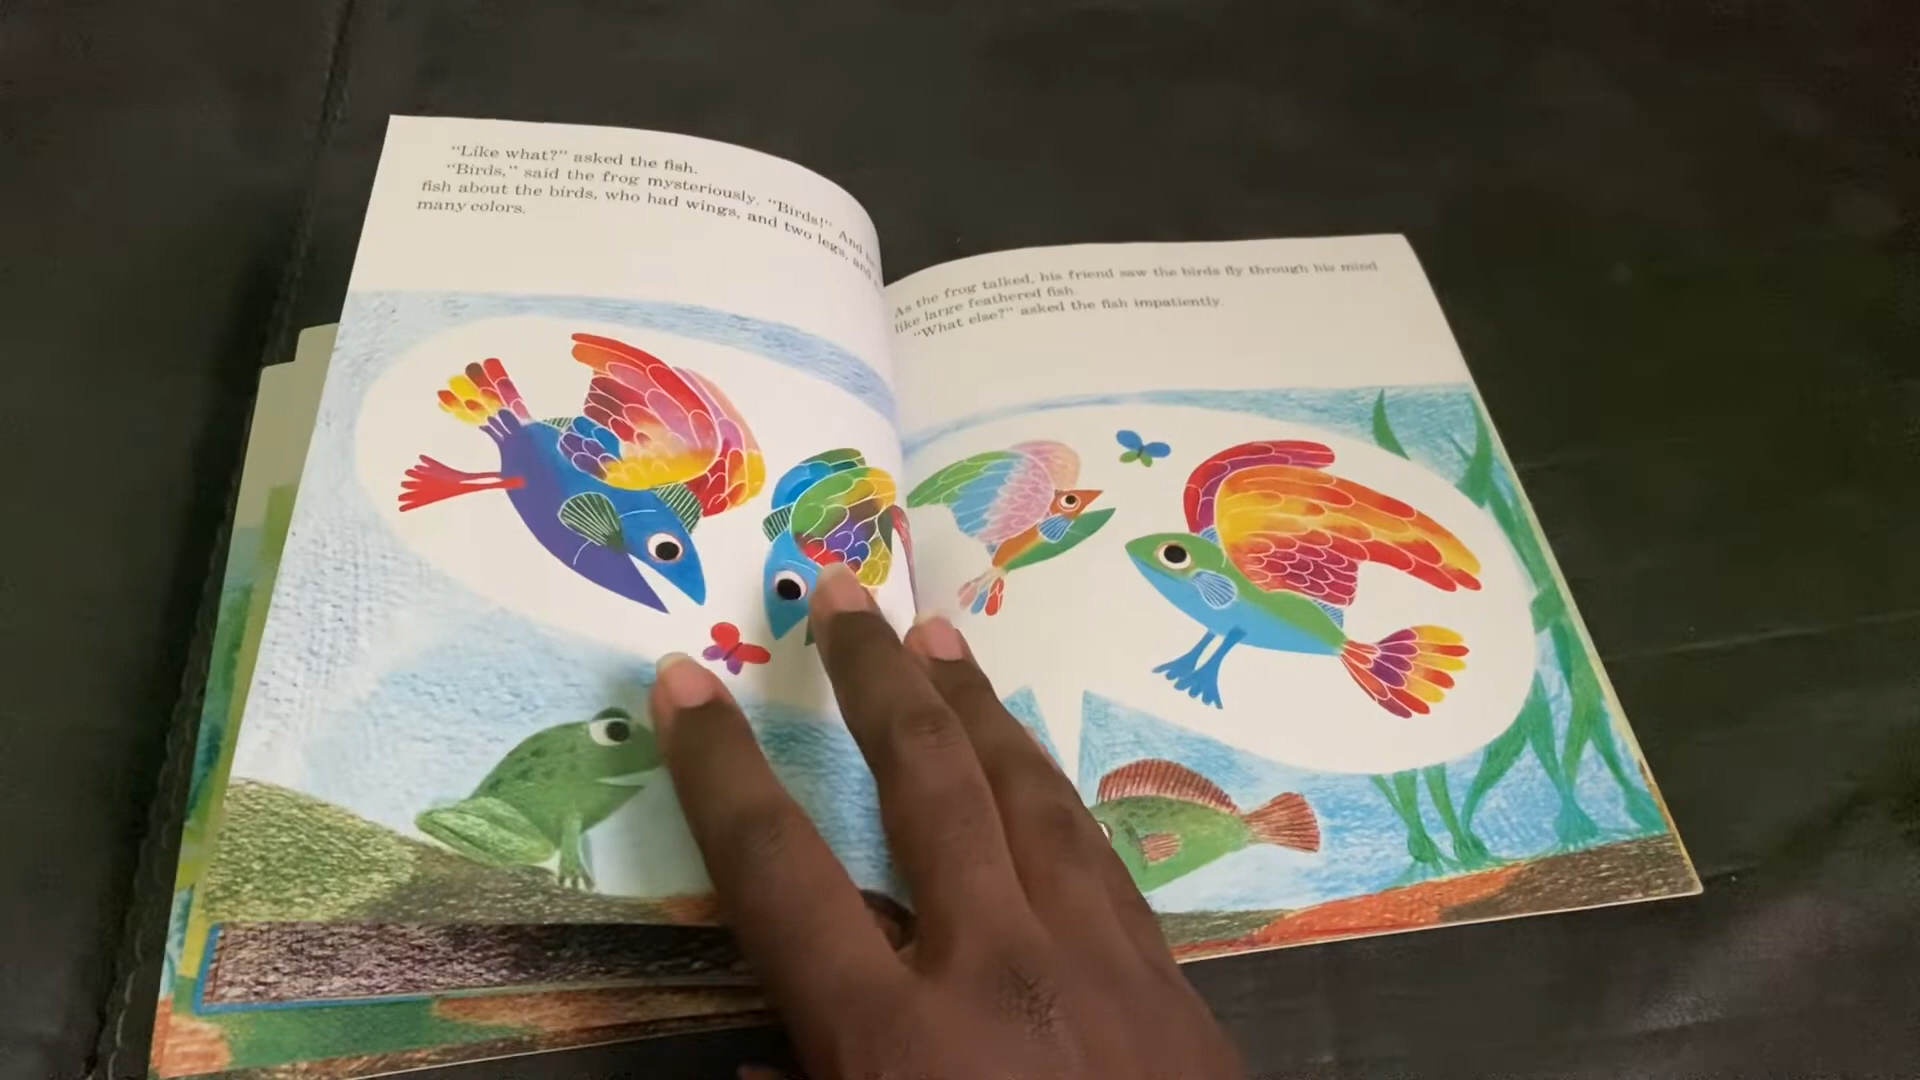 “Like what?” asked the fish.
“Birds,” said the frog mysteriously. “Birds!” And
fish about the birds, who had wings, and two legs, and
many colors.
As the frog talked, his friend saw the birds fly through his mind
like large feathered fish.
“What else?” asked the fish impatiently.